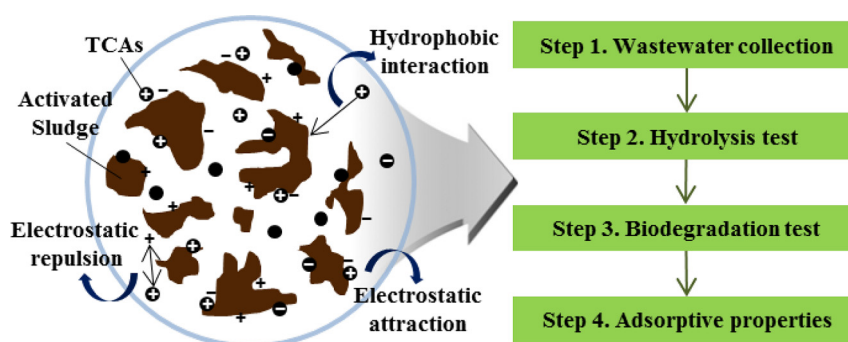 TCAs
Activated
Sludge
Electrostatic
repulsion
Hydrophobic
interaction
Electrostatic
attraction
Step 1. Wastewater collection
Step 2. Hydrolysis test
Step 3. Biodegradation test
Step 4. Adsorptive properties